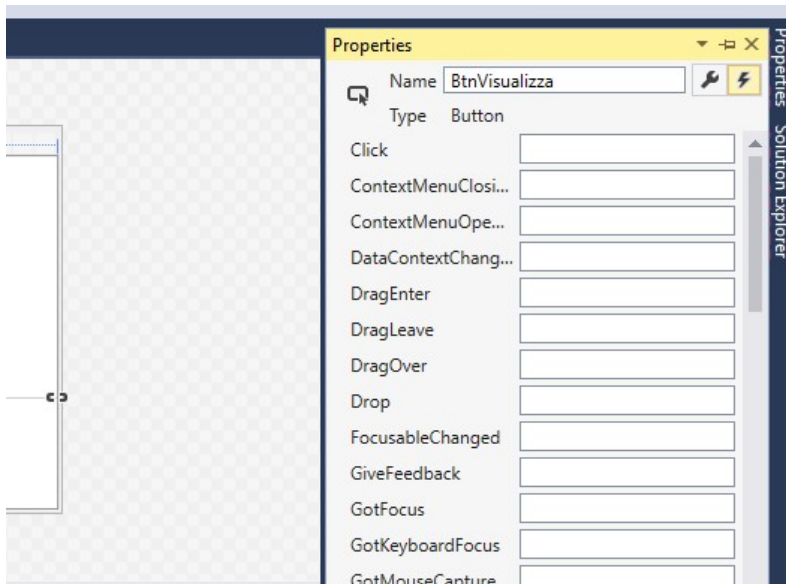 Properties
Name BtnVisualizza
Type Button
Click
ContextMenuClosi...
ContextMenuOpe...
DataContextChang...
DragEnter
DragLeave
DragOver
Drop
FocusableChanged
GiveFeedback
GotFocus
GotKeyboardFocus
GotMouseCapture
Properties
Solution Explorer